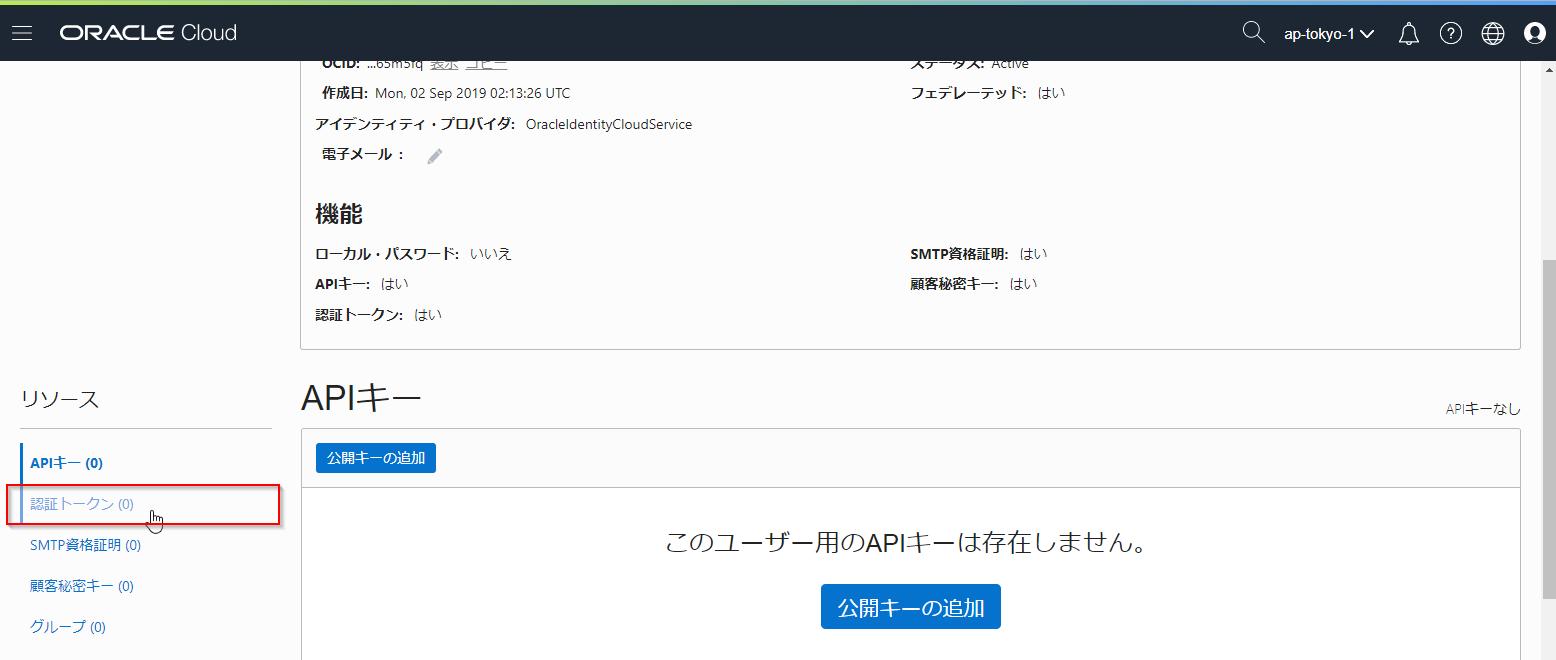 ORACLE Cloud
ap-tokyo-1
OCID: ...65m5fq 表示 コピー
ステータス: Active
作成日: Mon, 02 Sep 2019 02:13:26 UTC
フェデレーテッド: はい
アイデンティティ・プロバイダ: OracleIdentityCloudService
電子メール :
機能
ローカル・パスワード: いいえ
SMTP資格証明: はい
APIキー: はい
顧客秘密キー: はい
認証トークン: はい
リソース
APIキー (0)
認証トークン (0)
SMTP資格証明 (0)
顧客秘密キー (0)
グループ (0)
APIキー
APIキーなし
公開キーの追加
このユーザー用のAPIキーは存在しません。
公開キーの追加